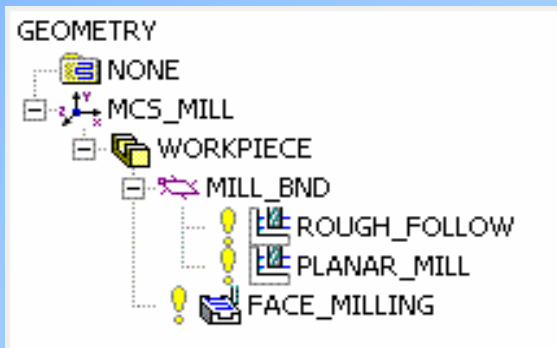 GEOMETRY
NONE
MCS_MILL
WORKPIECE
MILL_BND
ROUGH_FOLLOW
PLANAR_MILL
FACE_MILLING